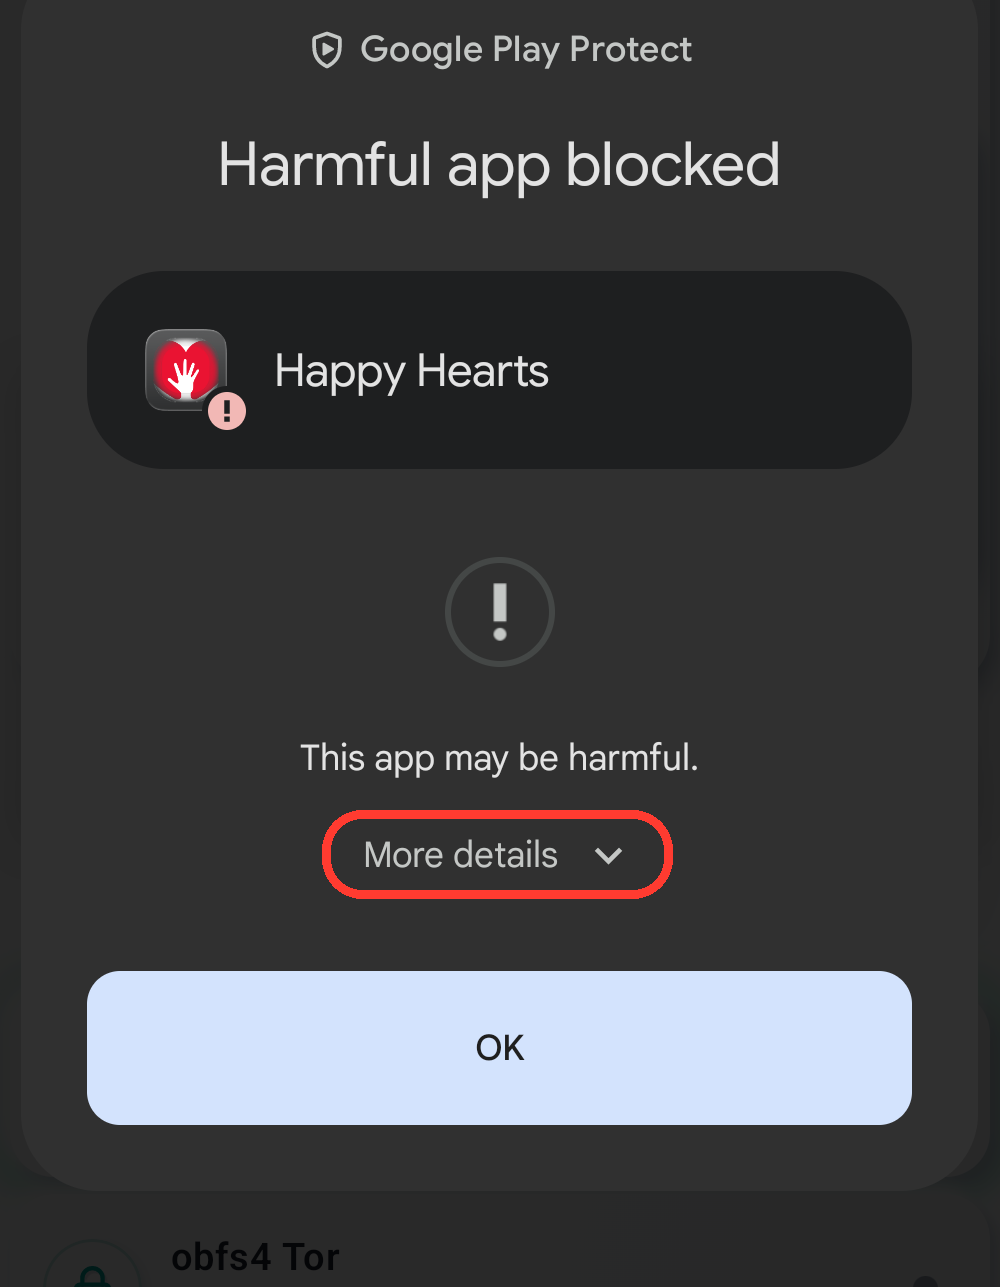 Google Play Protect
Harmful app blocked
Happy Hearts
This app may be harmful.
More details
OK
obfs4 Tor